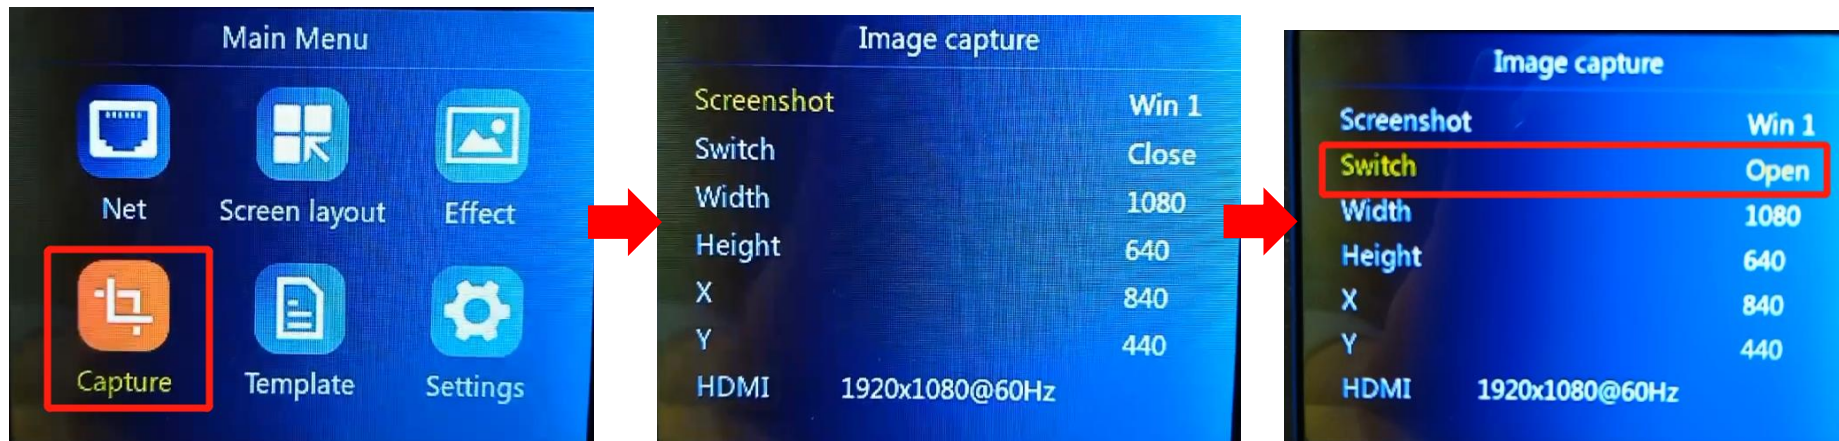 Main Menu
Net Screen layout Effect
Capture Template Settings
Image capture
Screenshot Win 1
Switch Close
Width 1080
Height 640
X 840
Y 440
HDMI 1920x1080@60Hz
Image capture
Screenshot Win 1
Switch Open
Width 1080
Height 640
X 840
Y 440
HDMI 1920x1080@60Hz